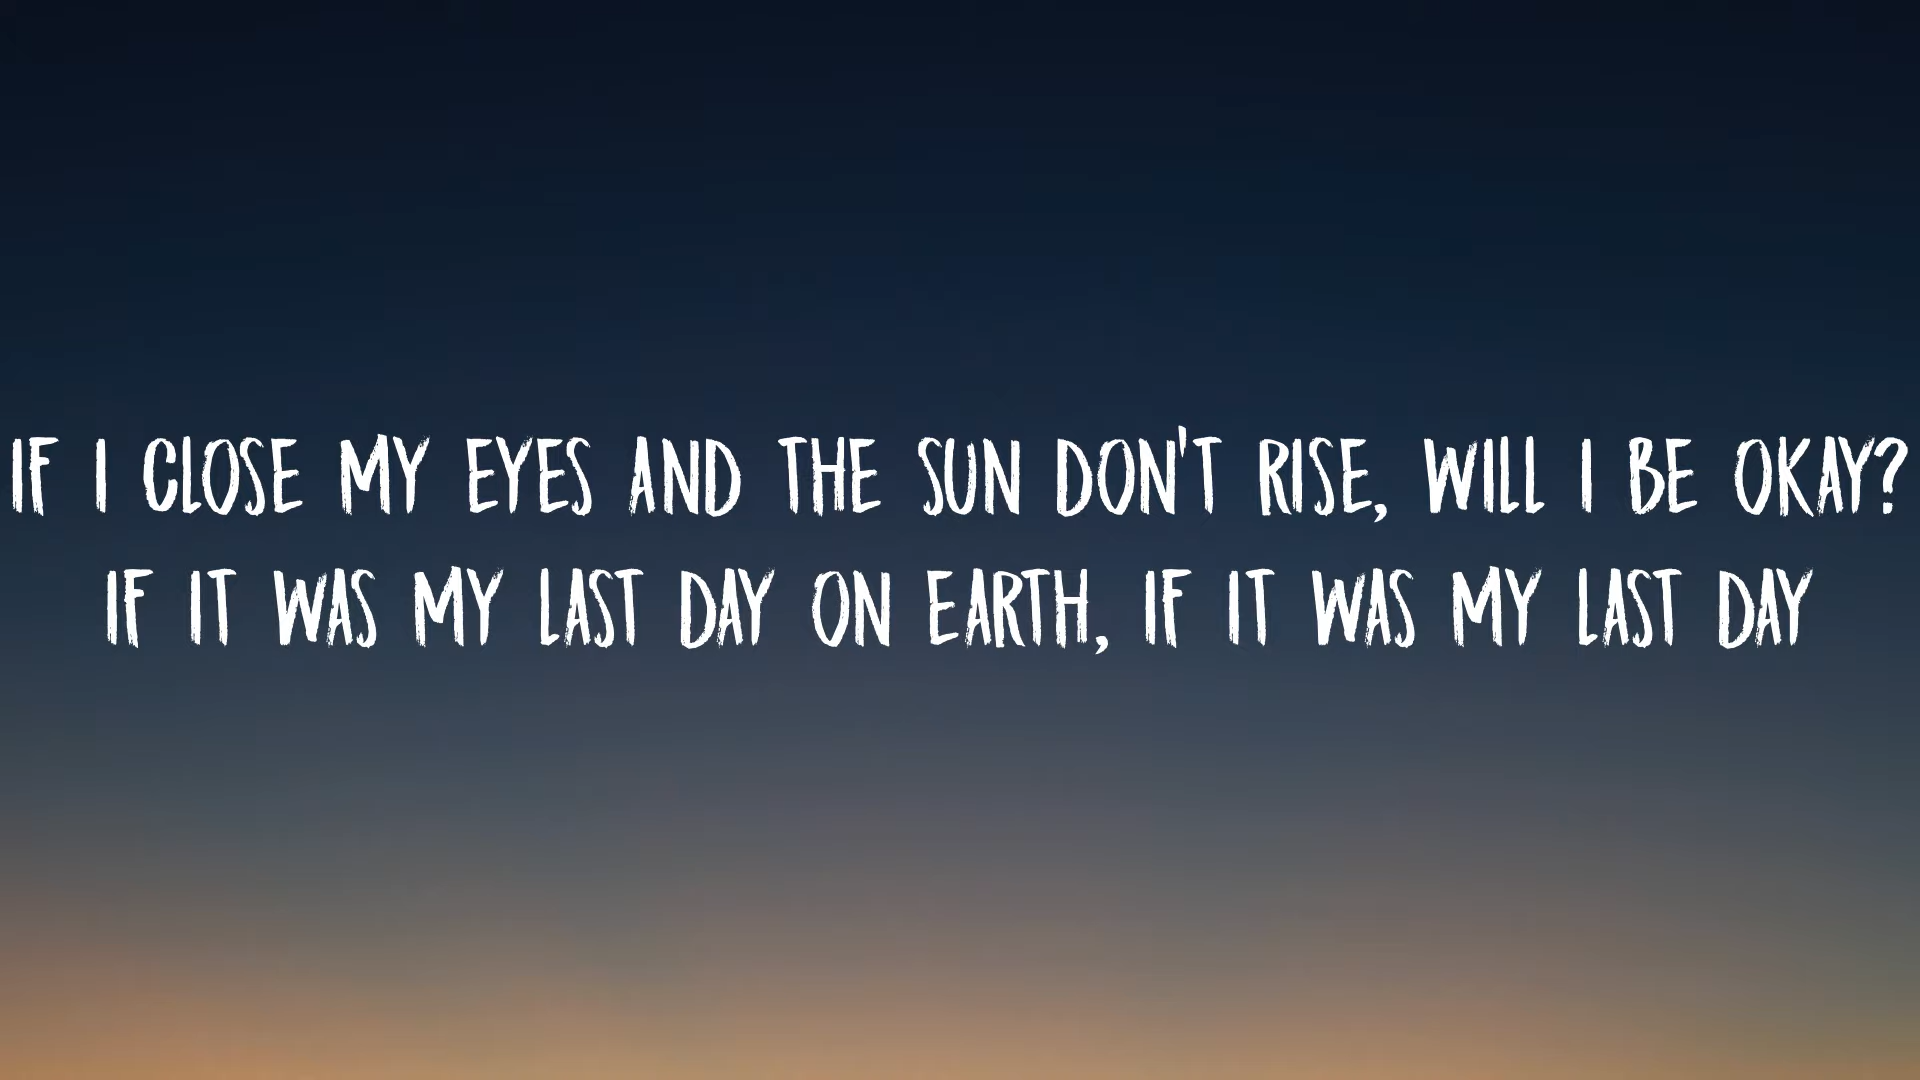 IF I CLOSE MY EYES AND THE SUN DON'T RISE, WILL I BE OKAY?
IF IT WAS MY LAST DAY ON EARTH, IF IT WAS MY LAST DAY